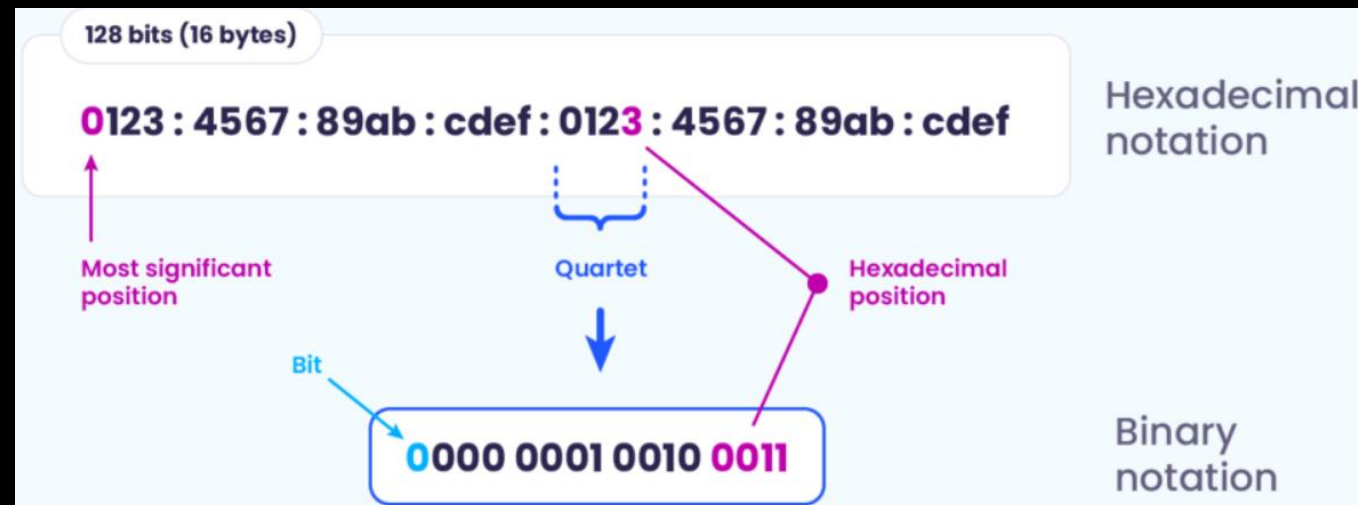 128 bits (16 bytes)
0123 : 4567 : 89ab : cdef : 0123 : 4567 : 89ab : cdef
Hexadecimal
notation
Most significant
position
Quartet
Hexadecimal
position
Bit
0000 0001 0010 0011
Binary
notation